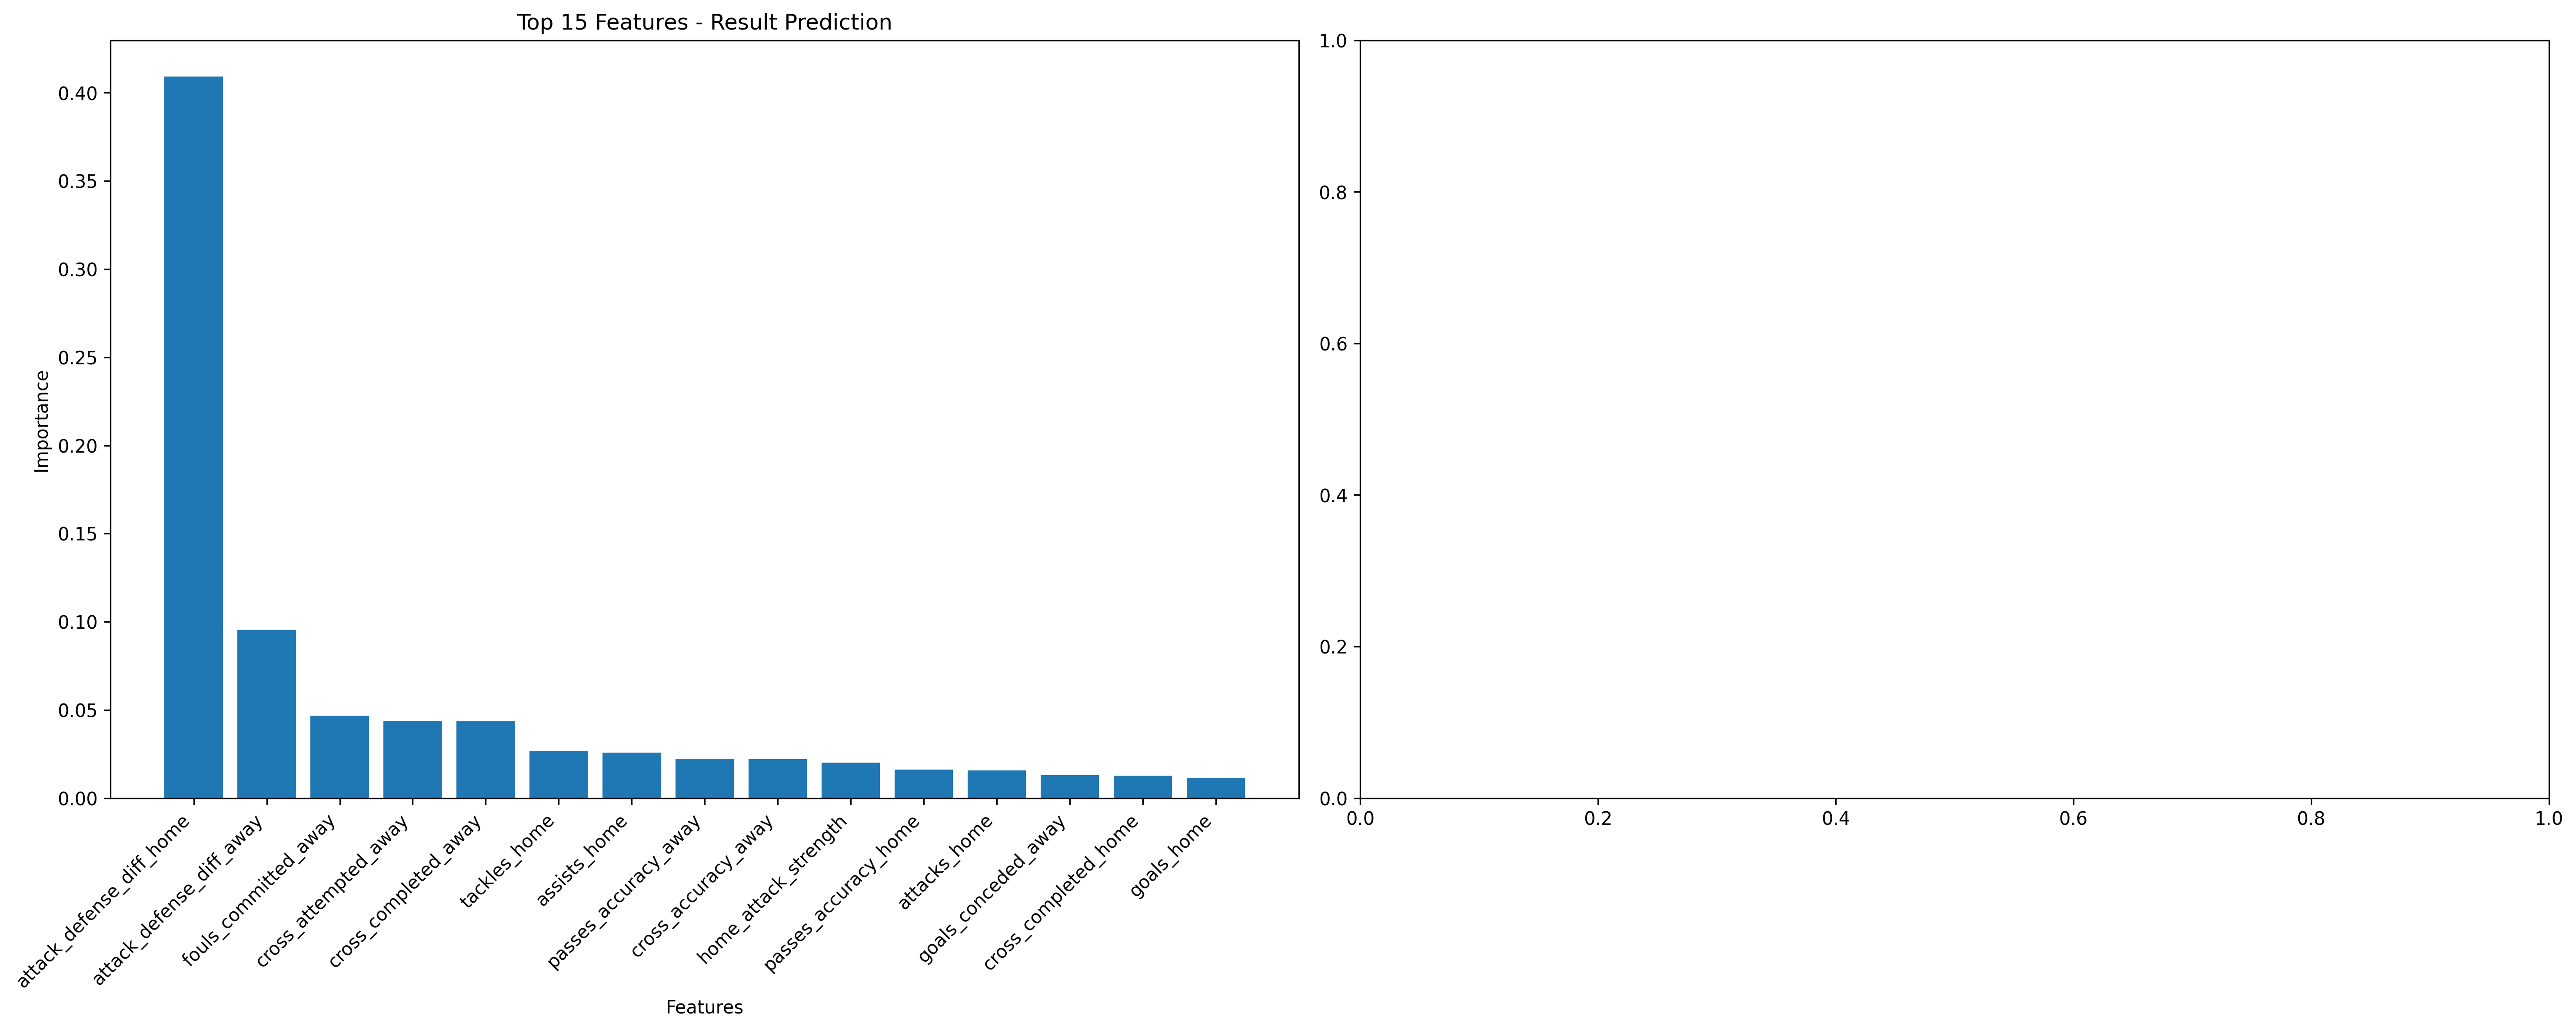 Top 15 Features - Result Prediction
Importance
0.40
0.35
0.30
0.25
0.20
0.15
0.10
0.05
0.00
attack_defense_diff_home
attack_defense_diff_away
fouls_committed_away
cross_attempted_away
cross_completed_away
tackles_home
assists_home
passes_accuracy_away
cross_accuracy_away
home_attack_strength
passes_accuracy_home
attacks_home
goals_conceded_away
cross_completed_home
goals_home
Features
1.0
0.8
0.6
0.4
0.2
0.0
0.0
0.2
0.4
0.6
0.8
1.0